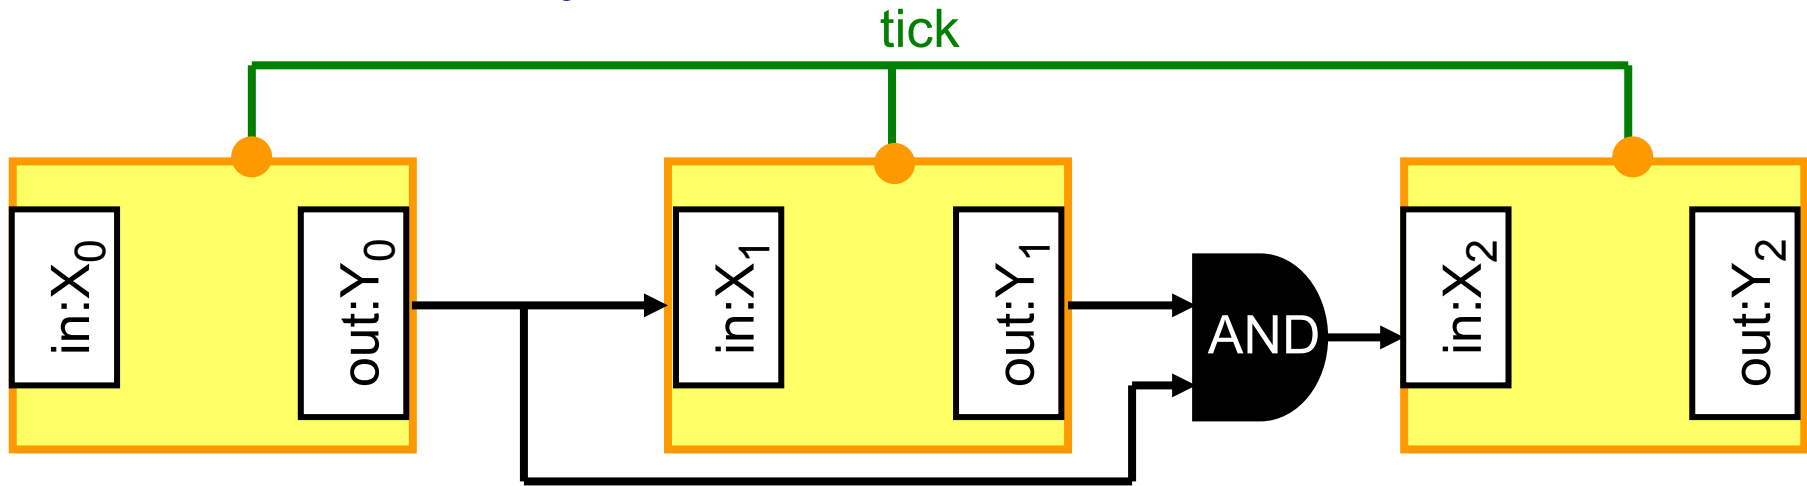 tick
in:X₀
out:Y₀
in:X₁
out:Y₁
AND
in:X₂
out:Y₂